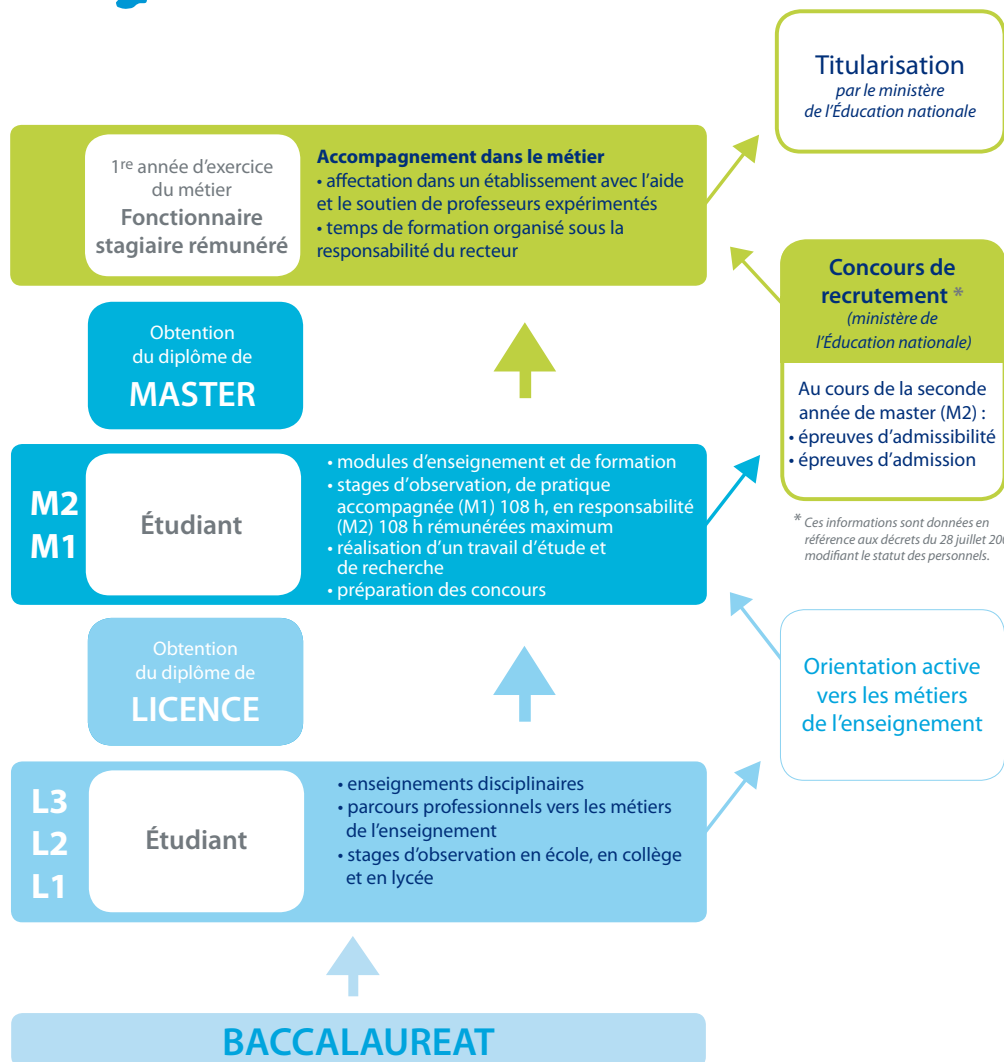 Titularisation
par le ministère
de l’Éducation nationale
1re année d’exercice
du métier
Fonctionnaire
stagiaire rémunéré
Accompagnement dans le métier
• affectation dans un établissement avec l’aide
et le soutien de professeurs expérimentés
• temps de formation organisé sous la
responsabilité du recteur
Concours de
recrutement *
(ministère de
l’Éducation nationale)
Au cours de la seconde
année de master (M2) :
• épreuves d’admissibilité
• épreuves d’admission
* Ces informations sont données en
référence aux décrets du 28 juillet
modifiant le statut des personnels.
Obtention
du diplôme de
MASTER
M2
M1
Étudiant
• modules d’enseignement et de formation
• stages d’observation, de pratique
accompagnée (M1) 108 h, en responsabilité
(M2) 108 h rémunérées maximum
• réalisation d’un travail d’étude et
de recherche
• préparation des concours
Obtention
du diplôme de
LICENCE
Orientation active
vers les métiers
de l’enseignement
L3
L2
L1
Étudiant
• enseignements disciplinaires
• parcours professionnels vers les métiers
de l’enseignement
• stages d’observation en école, en collège
et en lycée
BACCALAUREAT